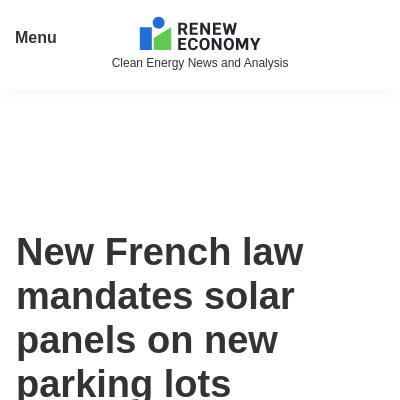 Menu
RENEW
ECONOMY
Clean Energy News and Analysis
New French law
mandates solar
panels on new
parking lots